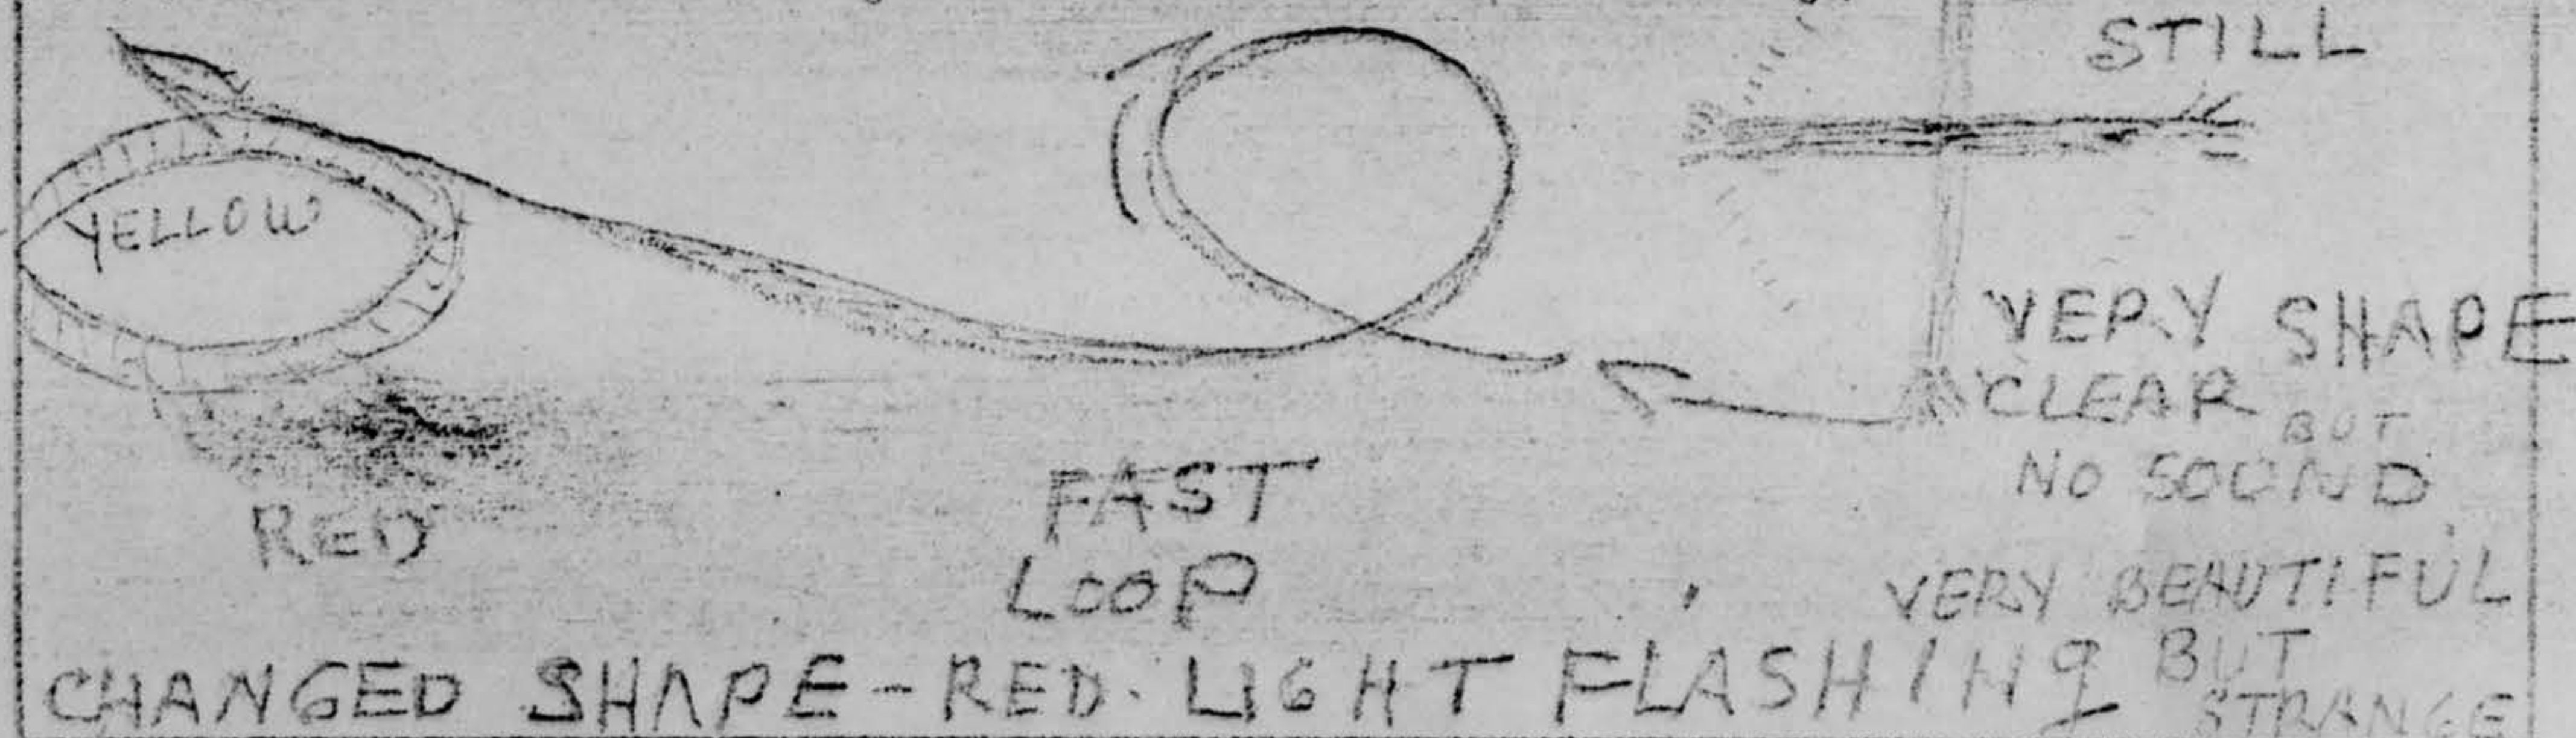 STILL
YELLOW
VERY SHAPE
CLEAR BUT
NO SOUND
RED
FAST
LOOP
VERY BEAUTIFUL
BUT
STRANGE
CHANGED SHAPE - RED. LIGHT FLASHING